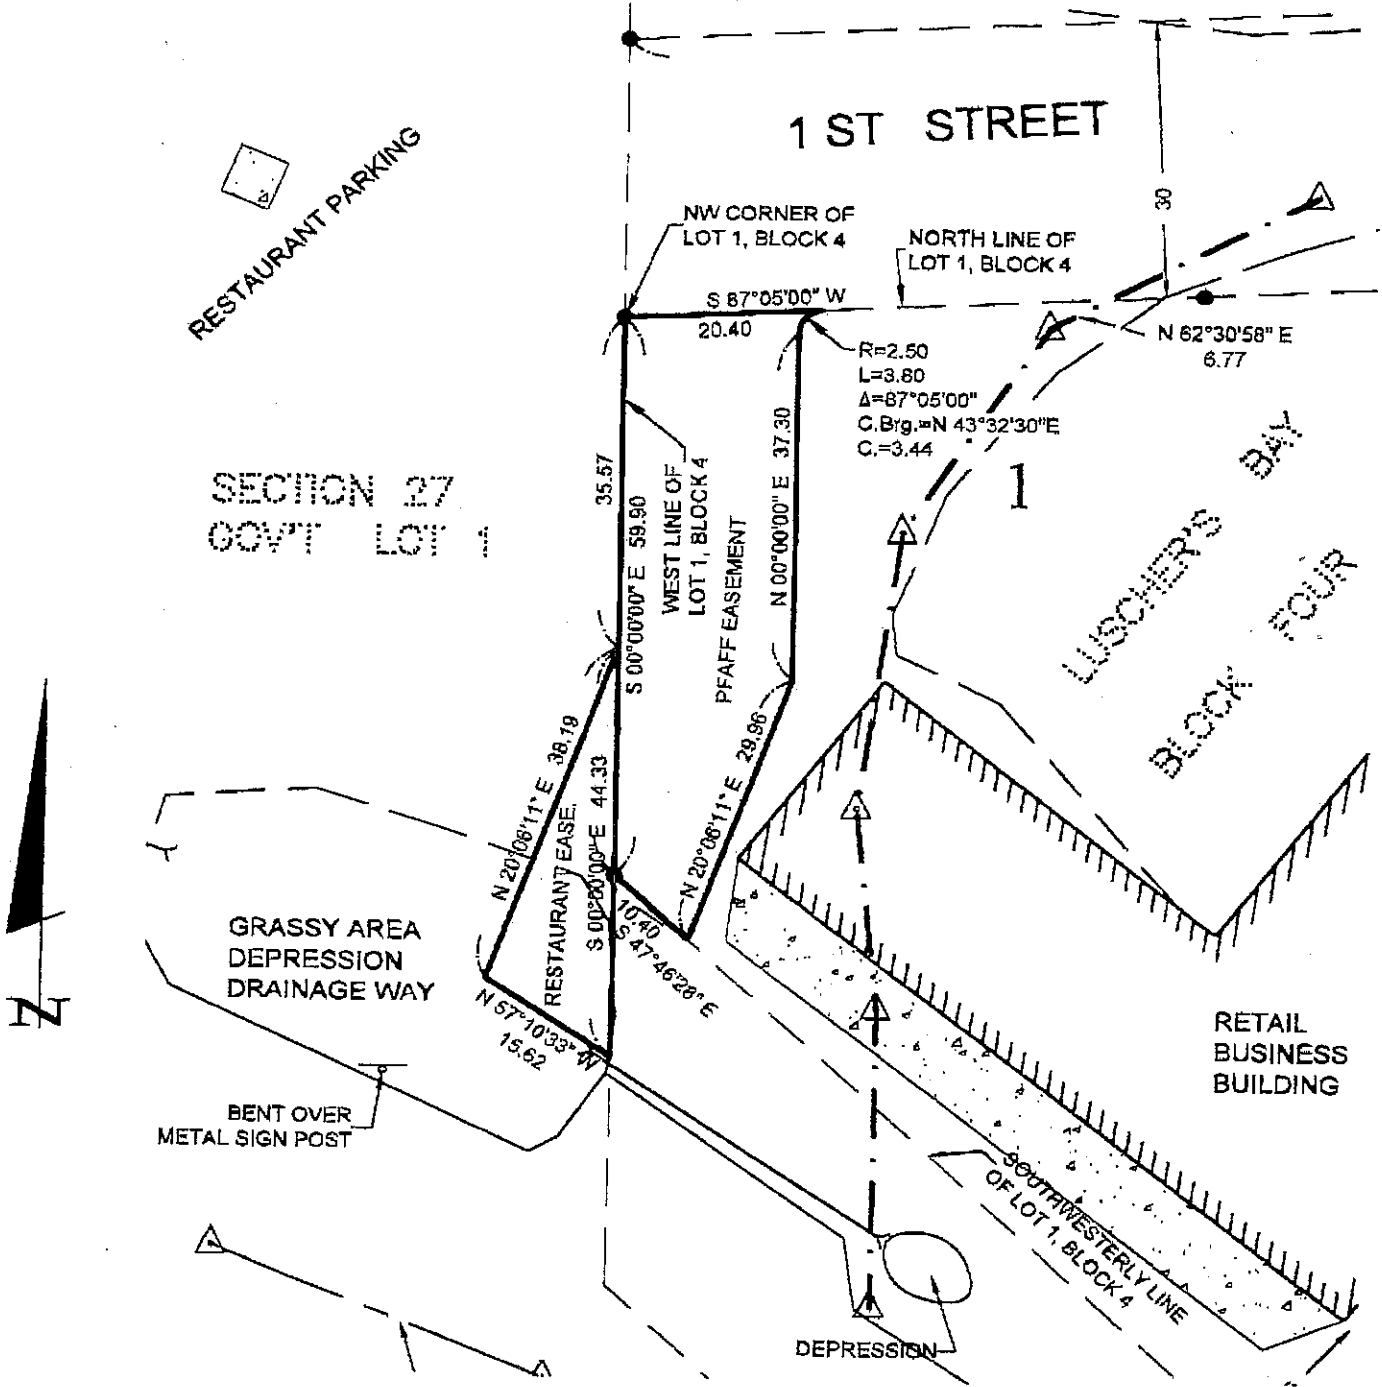 1 ST STREET
30
RESTAURANT PARKING
NW CORNER OF
LOT 1, BLOCK 4
NORTH LINE OF
LOT 1, BLOCK 4
S 87°05'00" W
20.40
N 62°30'58" E
6.77
R=2.50
L=3.80
Δ=87°05'00"
C.Brg.=N 43°32'30"E
C.=3.44
SECTION 27
GOV'T LOT 1
35.57
S 00°00'00" E 59.90
WEST LINE OF
LOT 1, BLOCK 4
PFAFF EASEMENT
N 00°00'00" E 37.30
1
LUSCHER'S BAY
BLOCK FOUR
N 20°06'11" E 38.19
RESTAURANT EASE.
S 00°00'00" E 44.33
N 20°06'11" E 29.96
10.40
S 47°46'28" E
N 57°10'33" W
15.62
GRASSY AREA
DEPRESSION
DRAINAGE WAY
N
BENT OVER
METAL SIGN POST
RETAIL
BUSINESS
BUILDING
SOUTHWESTERLY LINE
OF LOT 1, BLOCK 4
DEPRESSION